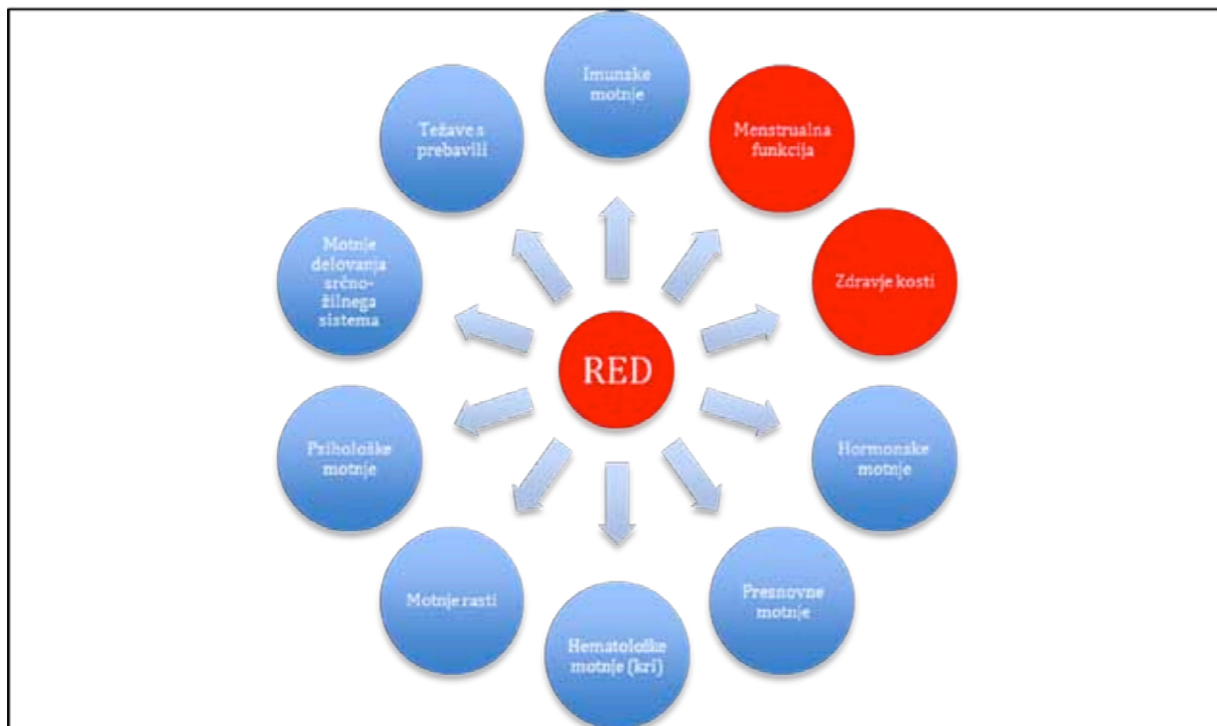 Imunske
motnje
Menstrualna
funkcija
Zdravje kosti
Hormonske
motnje
Presnovne
motnje
Hematološke
motnje (kri)
Motnje rasti
Psihološke
motnje
Motnje
delovanja
srčno-
žilnega
sistema
Težave s
prebavili
RED